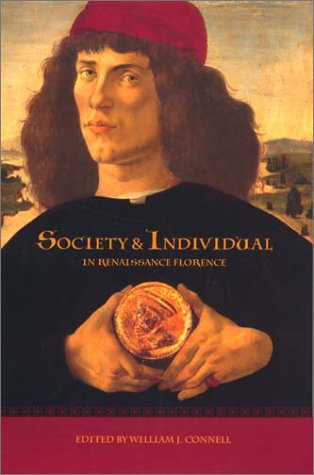 SOCIETY & INDIVIDUAL
IN RENAISSANCE FLORENCE
EDITED BY WILLIAM J. CONNELL